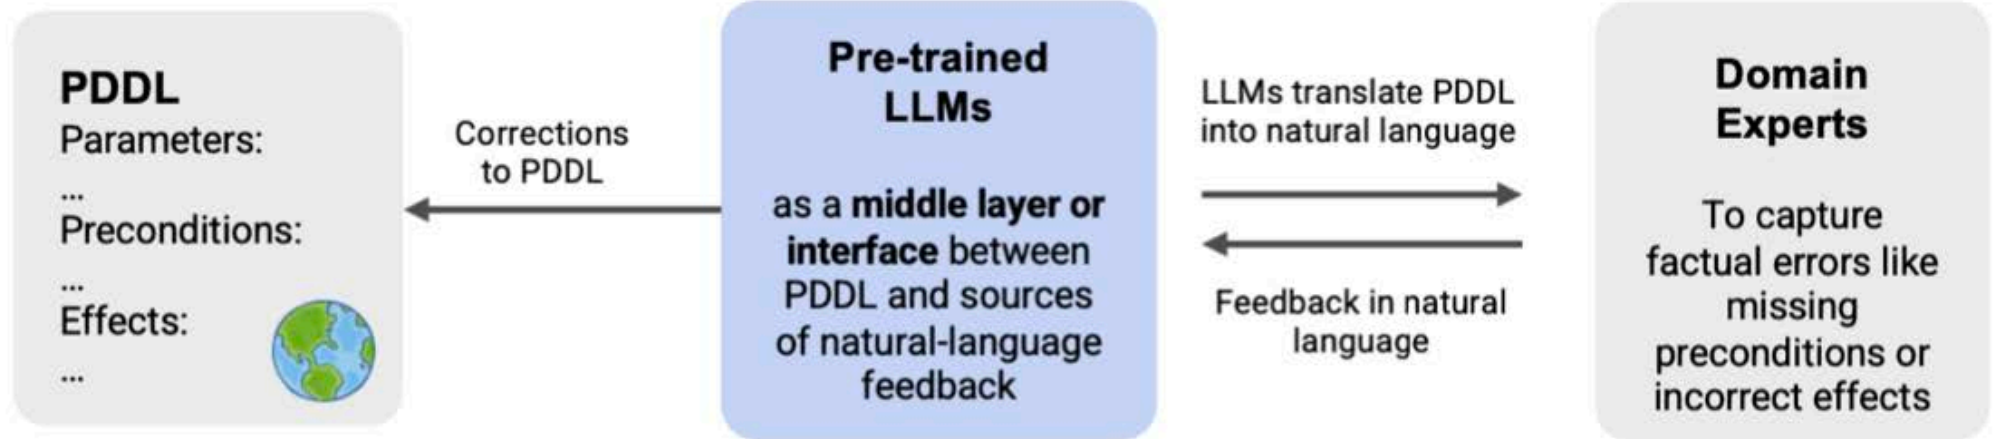 PDDL
Parameters:
...
Preconditions:
...
Effects:
...
Corrections
to PDDL
Pre-trained
LLMs
as a middle layer or
interface between
PDDL and sources
of natural-language
feedback
LLMs translate PDDL
into natural language
Feedback in natural
language
Domain
Experts
To capture
factual errors like
missing
preconditions or
incorrect effects